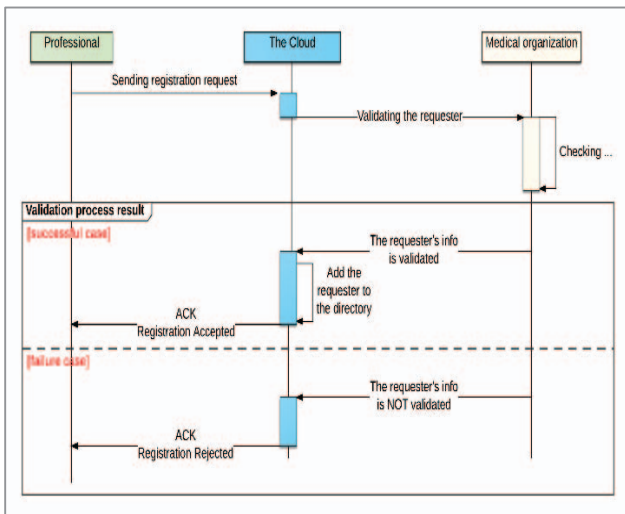 Professional
The Cloud
Medical organization
Sending registration request
Validating the requester
Checking ...
Validation process result
[successful case]
The requester's info
is validated
Add the
requester to
the directory
ACK
Registration Accepted
[failure case]
The requester's info
is NOT validated
ACK
Registration Rejected